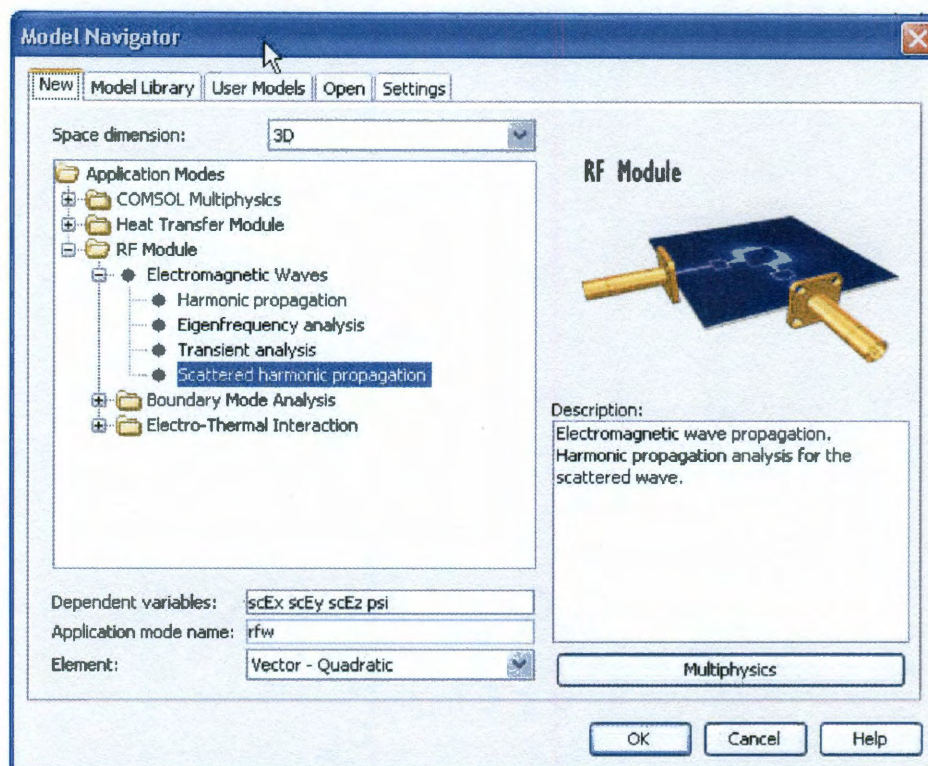 Model Navigator
New Model Library User Models Open Settings
Space dimension: 3D
Application Modes
COMSOL Multiphysics
Heat Transfer Module
RF Module
Electromagnetic Waves
Harmonic propagation
Eigenfrequency analysis
Transient analysis
Scattered harmonic propagation
Boundary Mode Analysis
Electro-Thermal Interaction
Dependent variables: scEx scEy scEz psi
Application mode name: rfw
Element: Vector - Quadratic
RF Module
Description:
Electromagnetic wave propagation.
Harmonic propagation analysis for the
scattered wave.
Multiphysics
OK Cancel Help